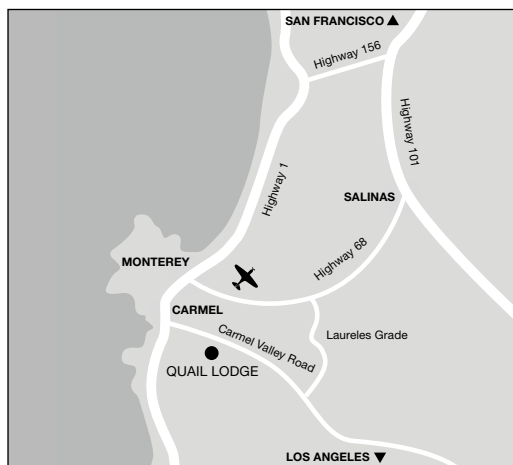 SAN FRANCISCO ▲
Highway 156
Highway 101
Highway 1
SALINAS
MONTEREY
Highway 68
CARMEL
Carmel Valley Road
Laureles Grade
QUAIL LODGE
LOS ANGELES ▼